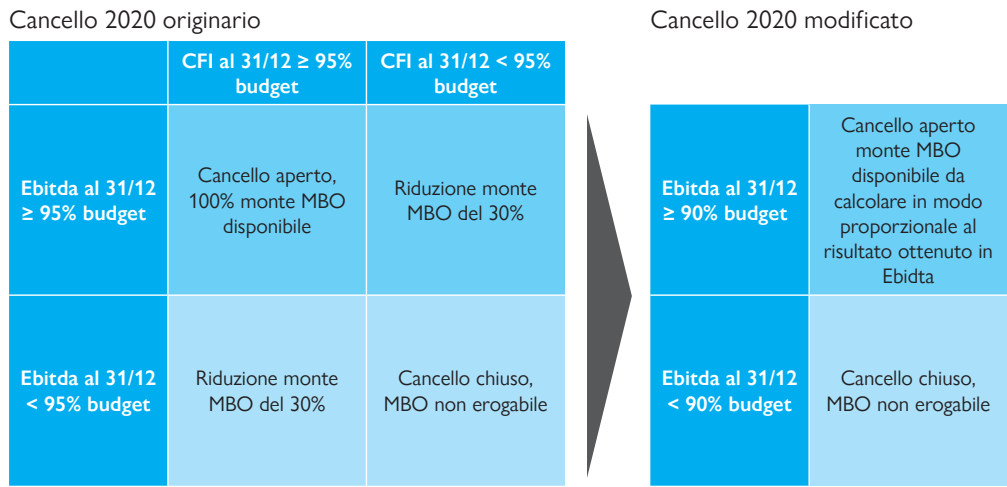 Cancello 2020 originario
CFI al 31/12 ≥ 95%
budget
CFI al 31/12 < 95%
budget
Ebitda al 31/12
≥ 95% budget
Cancello aperto,
100% monte MBO
disponibile
Riduzione monte
MBO del 30%
Ebitda al 31/12
< 95% budget
Riduzione monte
MBO del 30%
Cancello chiuso,
MBO non erogabile
Cancello 2020 modificato
Ebitda al 31/12
≥ 90% budget
Cancello aperto
monte MBO
disponibile da
calcolare in modo
proporzionale al
risultato ottenuto in
Ebidta
Ebitda al 31/12
< 90% budget
Cancello chiuso,
MBO non erogabile